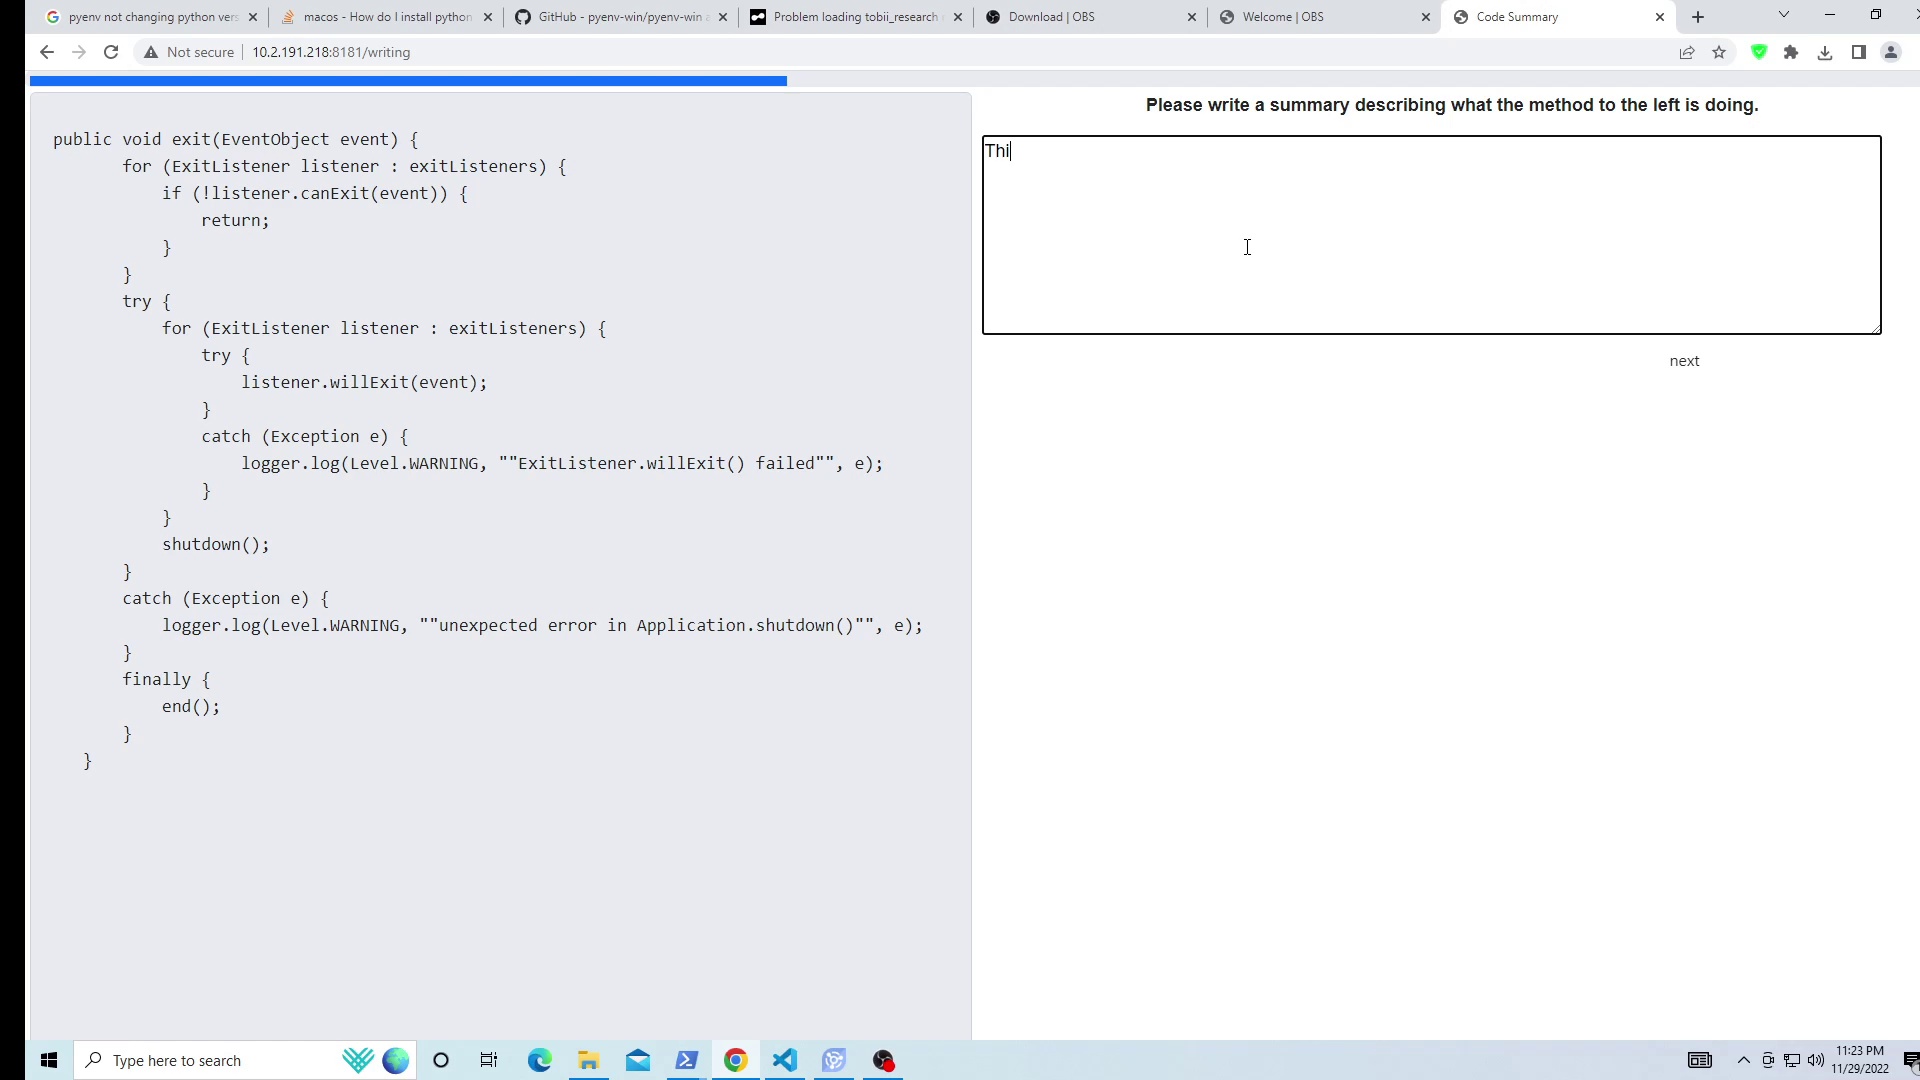 pyenv not changing python vers
macos - How do I install python
GitHub - pyenv-win/pyenv-win a
Problem loading tobii_research
Download | OBS
Welcome | OBS
Code Summary
Not secure
10.2.191.218:8181/writing
public void exit(EventObject event) {
for (ExitListener listener : exitListeners) {
if (!listener.canExit(event)) {
return;
}
}
try {
for (ExitListener listener : exitListeners) {
try {
listener.willExit(event);
}
catch (Exception e) {
logger.log(Level.WARNING, ""ExitListener.willExit() failed"", e);
}
}
shutdown();
}
catch (Exception e) {
logger.log(Level.WARNING, ""unexpected error in Application.shutdown()"", e);
}
finally {
end();
}
}
Please write a summary describing what the method to the left is doing.
Thi
next
Type here to search
11:23 PM
11/29/2022